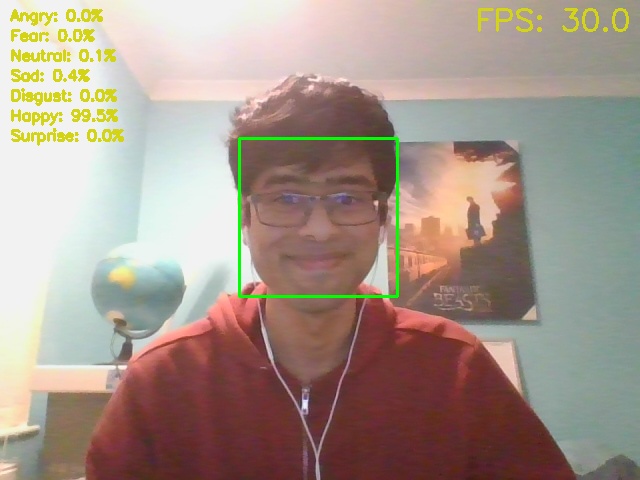 Angry: 0.0%
Fear: 0.0%
Neutral: 0.1%
Sad: 0.4%
Disgust: 0.0%
Happy: 99.5%
Surprise: 0.0%
FPS: 30.0
FANTASTIC
BEASTS